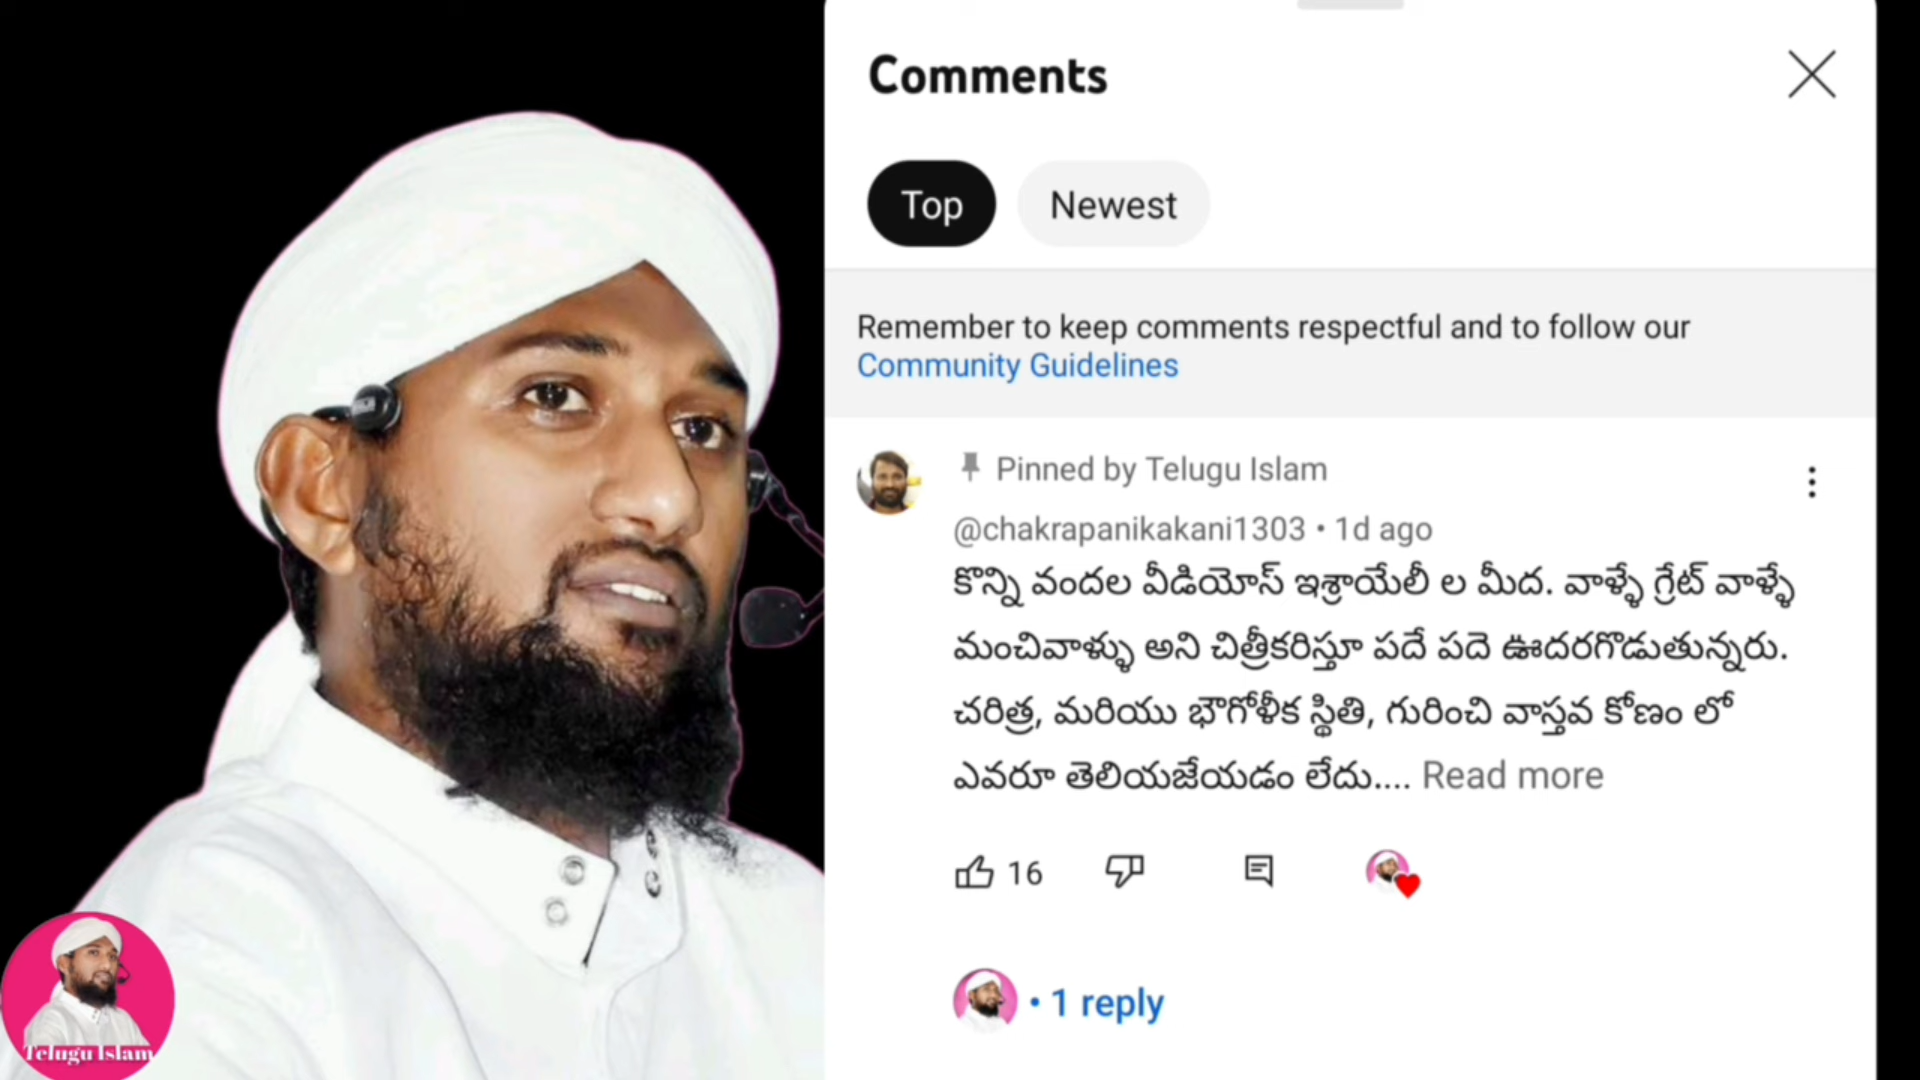 Comments
Top
Newest
Remember to keep comments respectful and to follow our
Community Guidelines
Pinned by Telugu Islam
@chakrapanikakani1303 • 1d ago
కొన్ని వందల వీడియోస్ ఇశ్రాయేలీ ల మీద. వాళ్ళే గ్రేట్ వాళ్ళే
మంచివాళ్ళు అని చిత్రీకరిస్తూ పదే పదె ఊదరగొడుతున్నరు.
చరిత్ర, మరియు భౌగోళీక స్థితి, గురించి వాస్తవ కోణం లో
ఎవరూ తెలియజేయడం లేదు.... Read more
16
• 1 reply
Telugu Islam